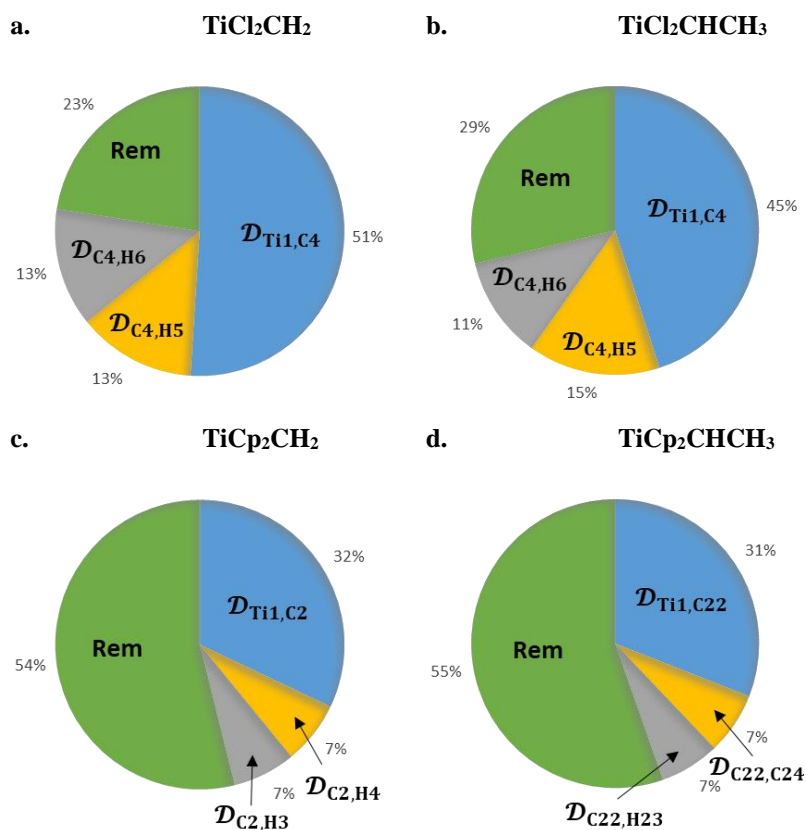 a. TiCl₂CH₂
b. TiCl₂CHCH₃
23%
Rem
𝒟Ti1,C4
51%
𝒟C4,H6
13%
𝒟C4,H5
13%
29%
Rem
𝒟Ti1,C4
45%
𝒟C4,H6
11%
𝒟C4,H5
15%
c. TiCp₂CH₂
d. TiCp₂CHCH₃
32%
𝒟Ti1,C2
Rem
54%
7%
𝒟C2,H4
7%
𝒟C2,H3
31%
𝒟Ti1,C22
Rem
55%
7%
𝒟C22,C24
7%
𝒟C22,H23